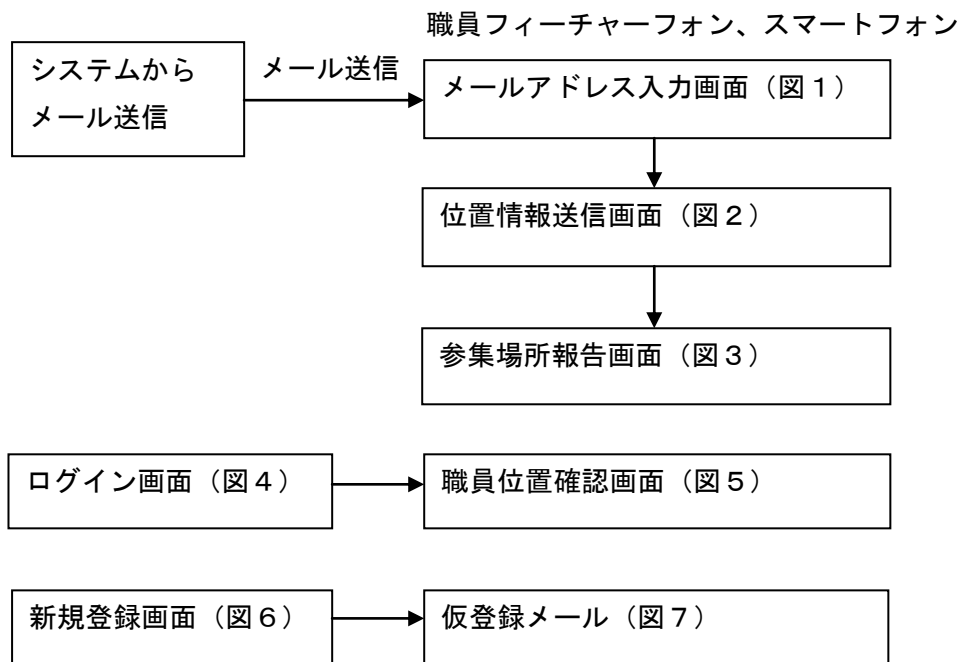 職員フィーチャーフォン、スマートフォン
システムから
メール送信
メール送信
メールアドレス入力画面（図１）
位置情報送信画面（図２）
参集場所報告画面（図３）
ログイン画面（図４）
職員位置確認画面（図５）
新規登録画面（図６）
仮登録メール（図７）